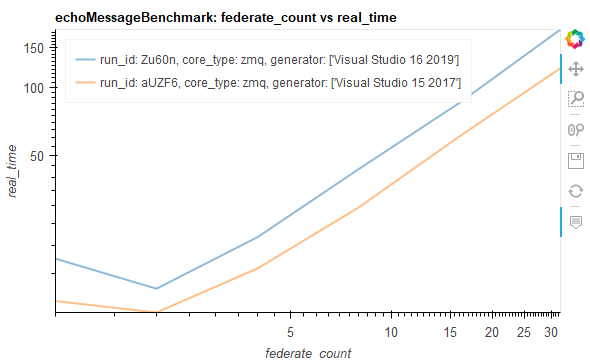 echoMessageBenchmark: federate_count vs real_time
run_id: Zu60n, core_type: zmq, generator: ['Visual Studio 16 2019']
run_id: aUZF6, core_type: zmq, generator: ['Visual Studio 15 2017']
150
100
50
real_time
5 10 15 20 25 30
federate_count